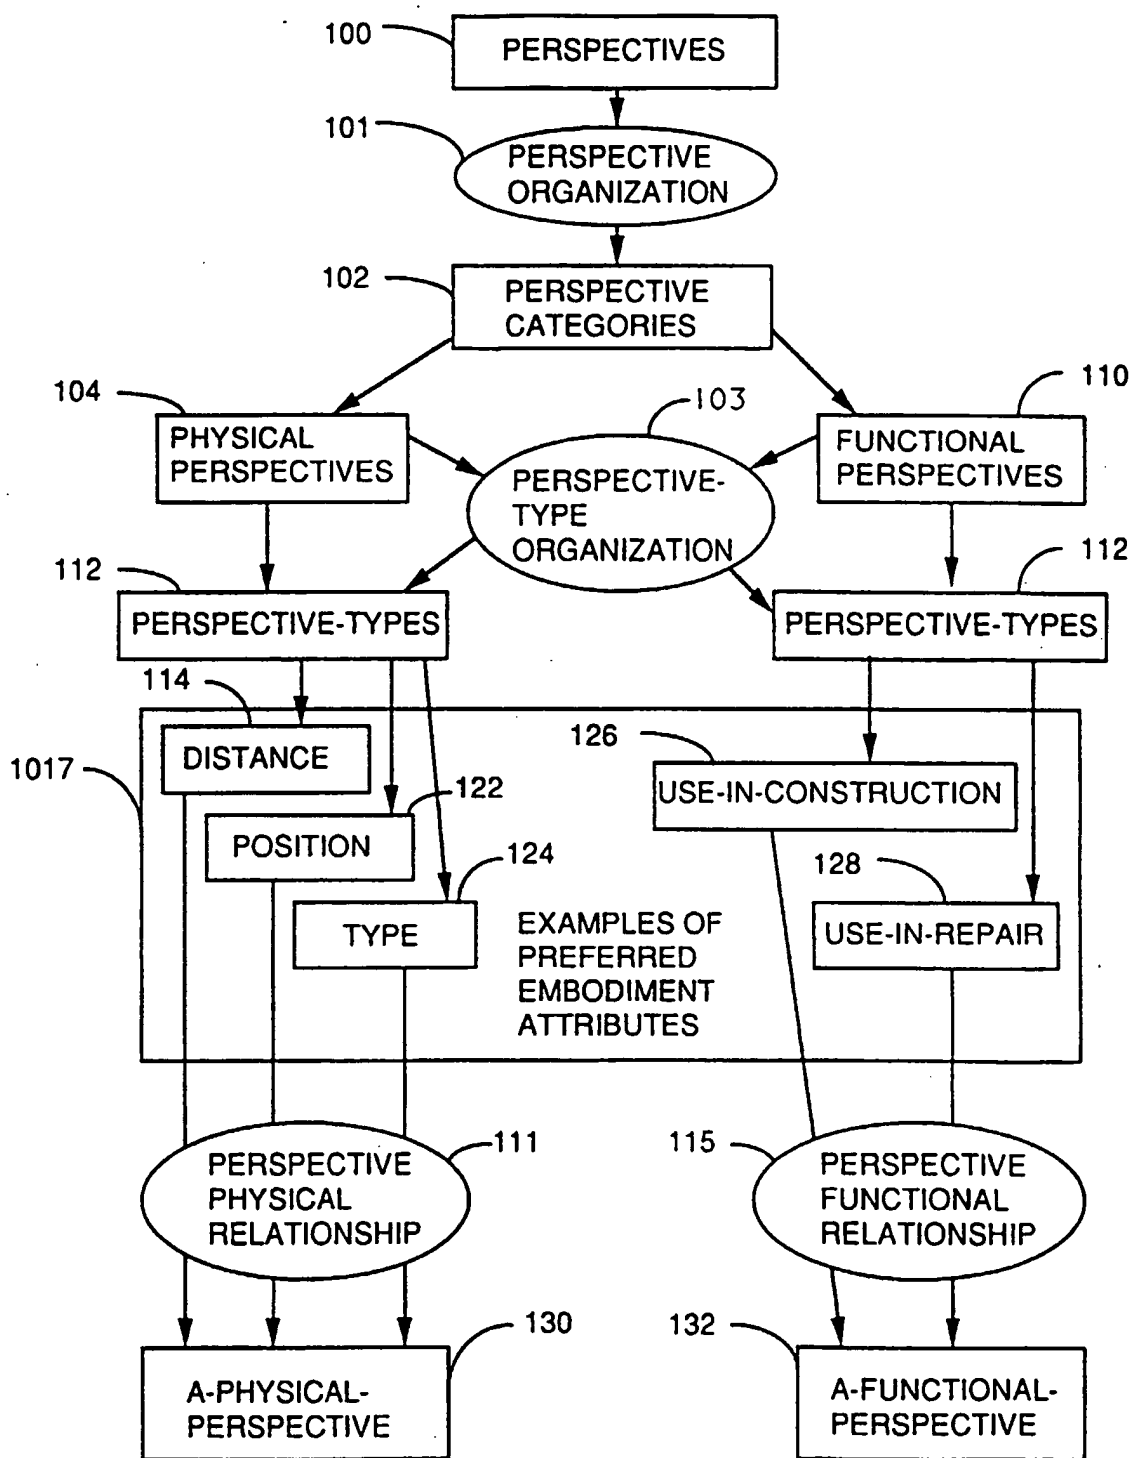 100
PERSPECTIVES
101
PERSPECTIVE
ORGANIZATION
102
PERSPECTIVE
CATEGORIES
104
PHYSICAL
PERSPECTIVES
103
PERSPECTIVE-
TYPE
ORGANIZATION
110
FUNCTIONAL
PERSPECTIVES
112
PERSPECTIVE-TYPES
112
PERSPECTIVE-TYPES
114
DISTANCE
1017
122
POSITION
124
TYPE
126
USE-IN-CONSTRUCTION
128
USE-IN-REPAIR
EXAMPLES OF
PREFERRED
EMBODIMENT
ATTRIBUTES
111
PERSPECTIVE
PHYSICAL
RELATIONSHIP
115
PERSPECTIVE
FUNCTIONAL
RELATIONSHIP
130
A-PHYSICAL-
PERSPECTIVE
132
A-FUNCTIONAL-
PERSPECTIVE